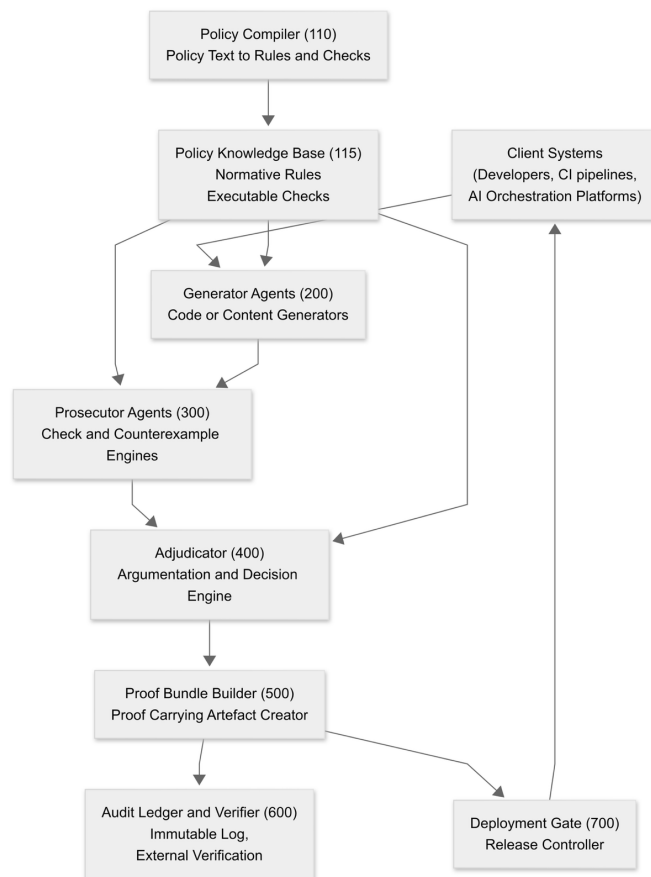 Policy Compiler (110)
Policy Text to Rules and Checks
Policy Knowledge Base (115)
Normative Rules
Executable Checks
Client Systems
(Developers, CI pipelines,
AI Orchestration Platforms)
Generator Agents (200)
Code or Content Generators
Prosecutor Agents (300)
Check and Counterexample
Engines
Adjudicator (400)
Argumentation and Decision
Engine
Proof Bundle Builder (500)
Proof Carrying Artefact Creator
Audit Ledger and Verifier (600)
Immutable Log,
External Verification
Deployment Gate (700)
Release Controller